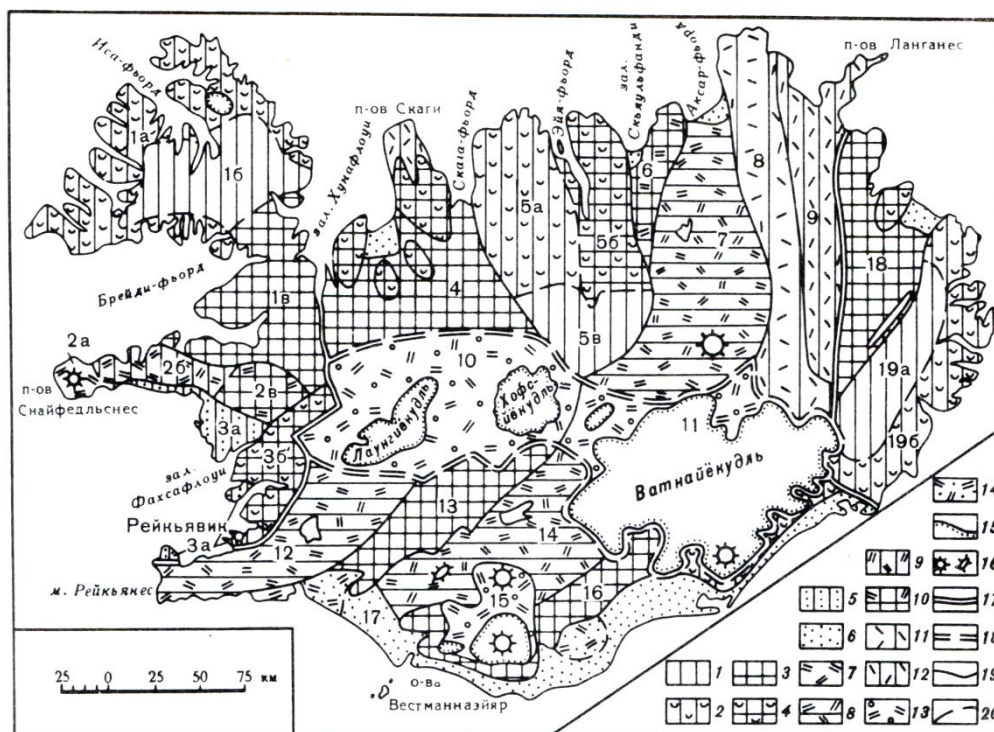 Иса-фьорд
п-ов Ланганес
1а
1б
п-ов Скаги
зал. Хунафлоуи
Скага-фьорд
Эйя-фьорд
зал.
Скьяульфанди
Аксар-фьорд
8
6
5а
5б
7
9
18
Брейди-фьорд
1в
4
5в
19а
19б
2а
2б
2в
п-ов
Снайфедльснес
3а
3б
зал.
Фахсафлоуи
10
Лаунгйёкудль
Хофс-
йёкудль
11
Ватнайёкудль
Рейкьявик
3а
м. Рейкьянес
12
13
14
15
16
17
о-ва
Вестманнаэйяр
25 0 25 50 75 км
14
15
9 16
5 10 17
6 11 18
1 3 7 12 19
2 4 8 13 20